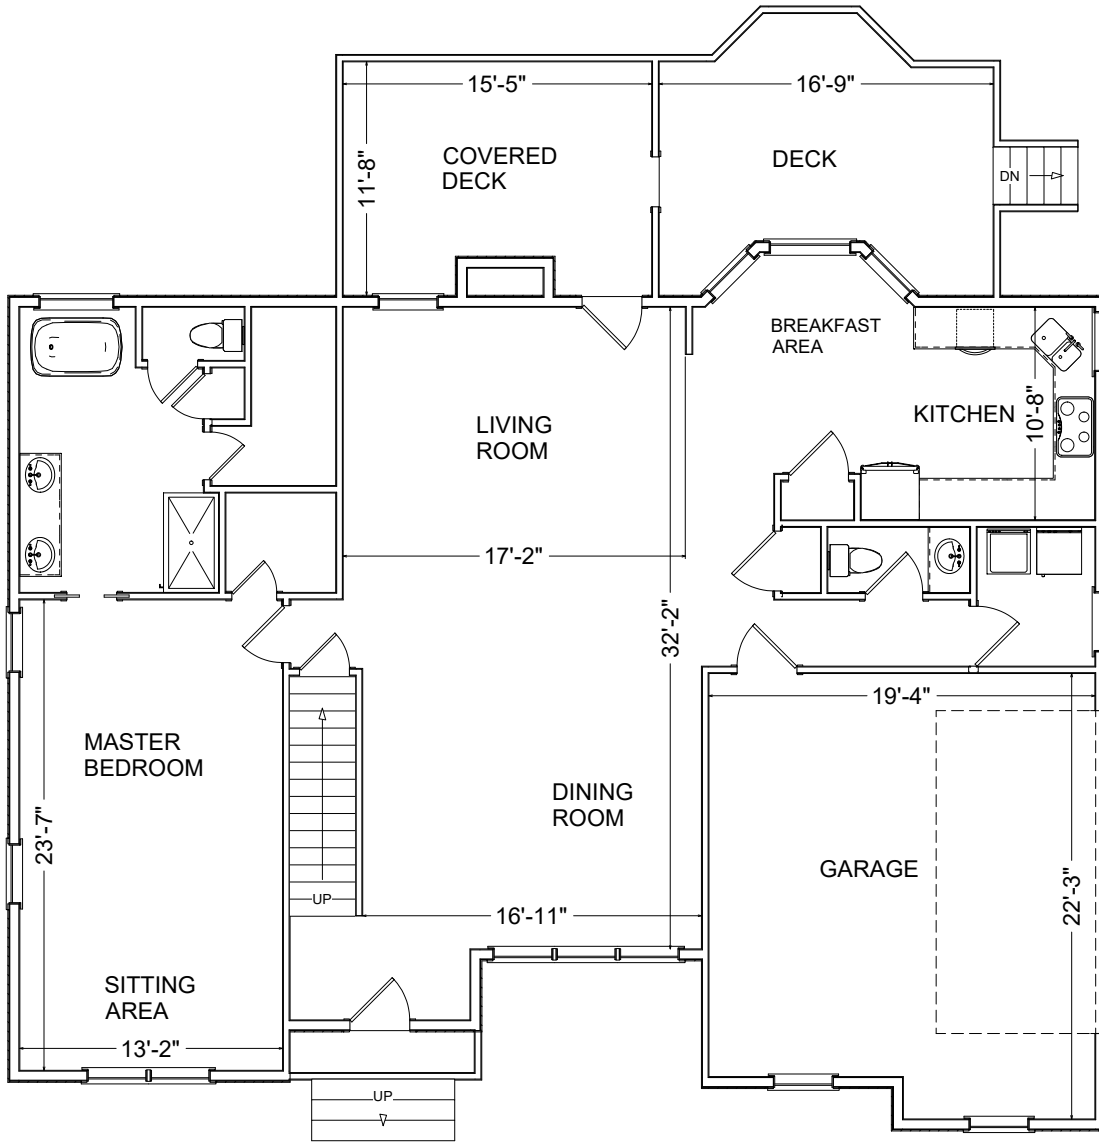 15'-5"
16'-9"
COVERED
DECK
11'-8"
DECK
DN
BREAKFAST
AREA
LIVING
ROOM
KITCHEN
10'-8"
17'-2"
32'-2"
19'-4"
MASTER
BEDROOM
DINING
ROOM
23'-7"
GARAGE
UP
16'-11"
22'-3"
SITTING
AREA
13'-2"
UP